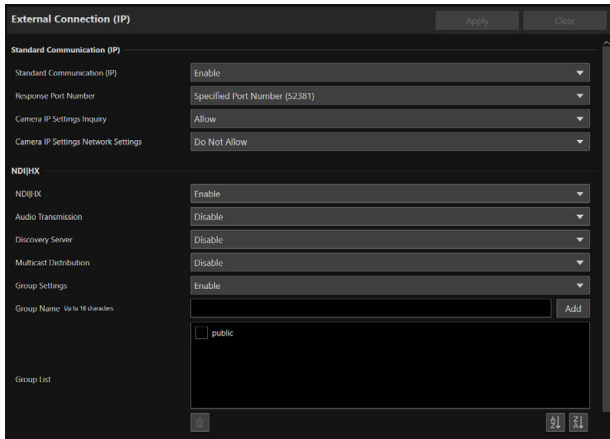 External Connection (IP)
Apply
Clear
Standard Communication (IP)
Standard Communication (IP) Enable
Response Port Number Specified Port Number (52381)
Camera IP Settings Inquiry Allow
Camera IP Settings Network Settings Do Not Allow
NDI|HX
NDI|HX Enable
Audio Transmission Disable
Discovery Server Disable
Multicast Distribution Disable
Group Settings Enable
Group Name Up to 16 characters Add
public
Group List
A Z
Z A